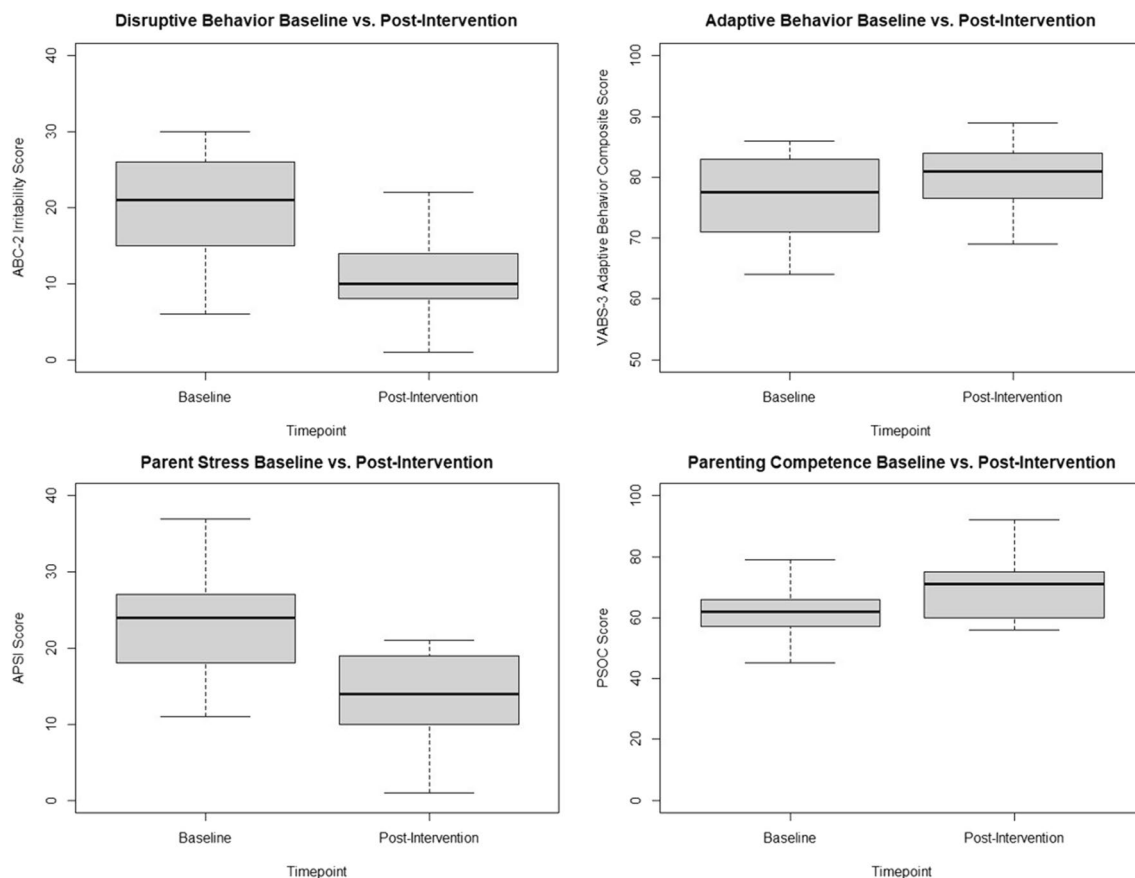 Disruptive Behavior Baseline vs. Post-Intervention
ABC-2 Irritability Score
40
30
20
10
0
Baseline Post-Intervention
Timepoint
Adaptive Behavior Baseline vs. Post-Intervention
VABS-3 Adaptive Behavior Composite Score
100
90
80
70
60
50
Baseline Post-Intervention
Timepoint
Parent Stress Baseline vs. Post-Intervention
APSI Score
40
30
20
10
0
Baseline Post-Intervention
Timepoint
Parenting Competence Baseline vs. Post-Intervention
PSOC Score
100
80
60
40
20
0
Baseline Post-Intervention
Timepoint